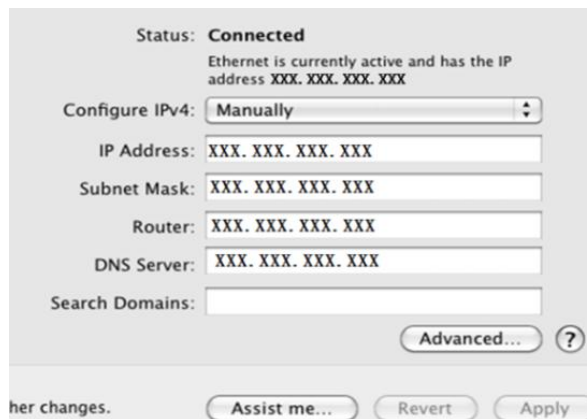 Status: Connected
Ethernet is currently active and has the IP
address XXX. XXX. XXX. XXX
Configure IPv4: Manually
IP Address: XXX. XXX. XXX. XXX
Subnet Mask: XXX. XXX. XXX. XXX
Router: XXX. XXX. XXX. XXX
DNS Server: XXX. XXX. XXX. XXX
Search Domains:
Advanced... ?
her changes. Assist me... Revert Apply